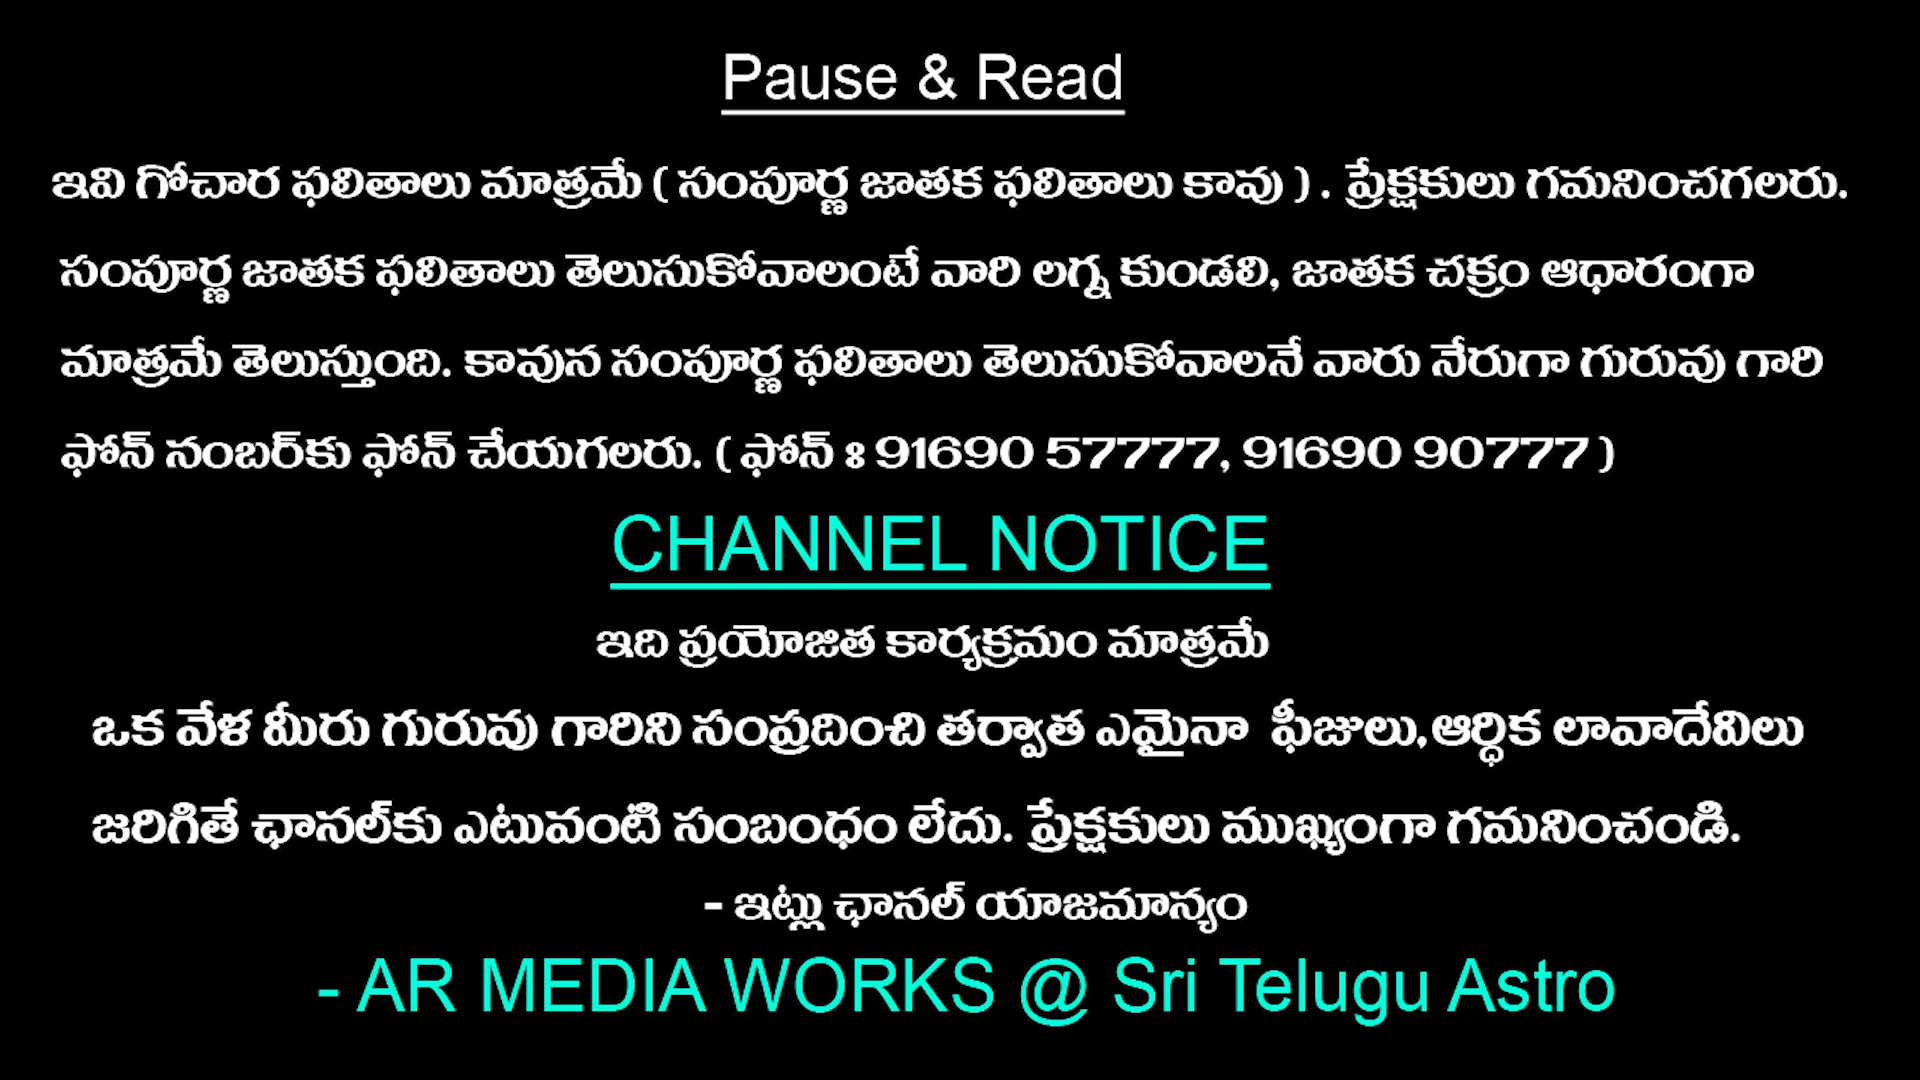 Pause & Read
ఇవి గోచార ఫలితాలు మాత్రమే ( సంపూర్ణ జాతక ఫలితాలు కావు ) . ప్రేక్షకులు గమనించగలరు.
సంపూర్ణ జాతక ఫలితాలు తెలుసుకోవాలంటే వారి లగ్న కుండలి, జాతక చక్రం ఆధారంగా
మాత్రమే తెలుస్తుంది. కావున సంపూర్ణ ఫలితాలు తెలుసుకోవాలనే వారు నేరుగా గురువు గారి
ఫోన్ నంబర్‌కు ఫోన్ చేయగలరు. ( ఫోన్ : 91690 57777, 91690 90777 )
CHANNEL NOTICE
ఇది ప్రయోజిత కార్యక్రమం మాత్రమే
ఒక వేళ మీరు గురువు గారిని సంప్రదించి తర్వాత ఎమైనా ఫీజులు,ఆర్ధిక లావాదేవిలు
జరిగితే ఛానల్‌కు ఎటువంటి సంబంధం లేదు. ప్రేక్షకులు ముఖ్యంగా గమనించండి.
- ఇట్లు ఛానల్ యాజమాన్యం
- AR MEDIA WORKS @ Sri Telugu Astro